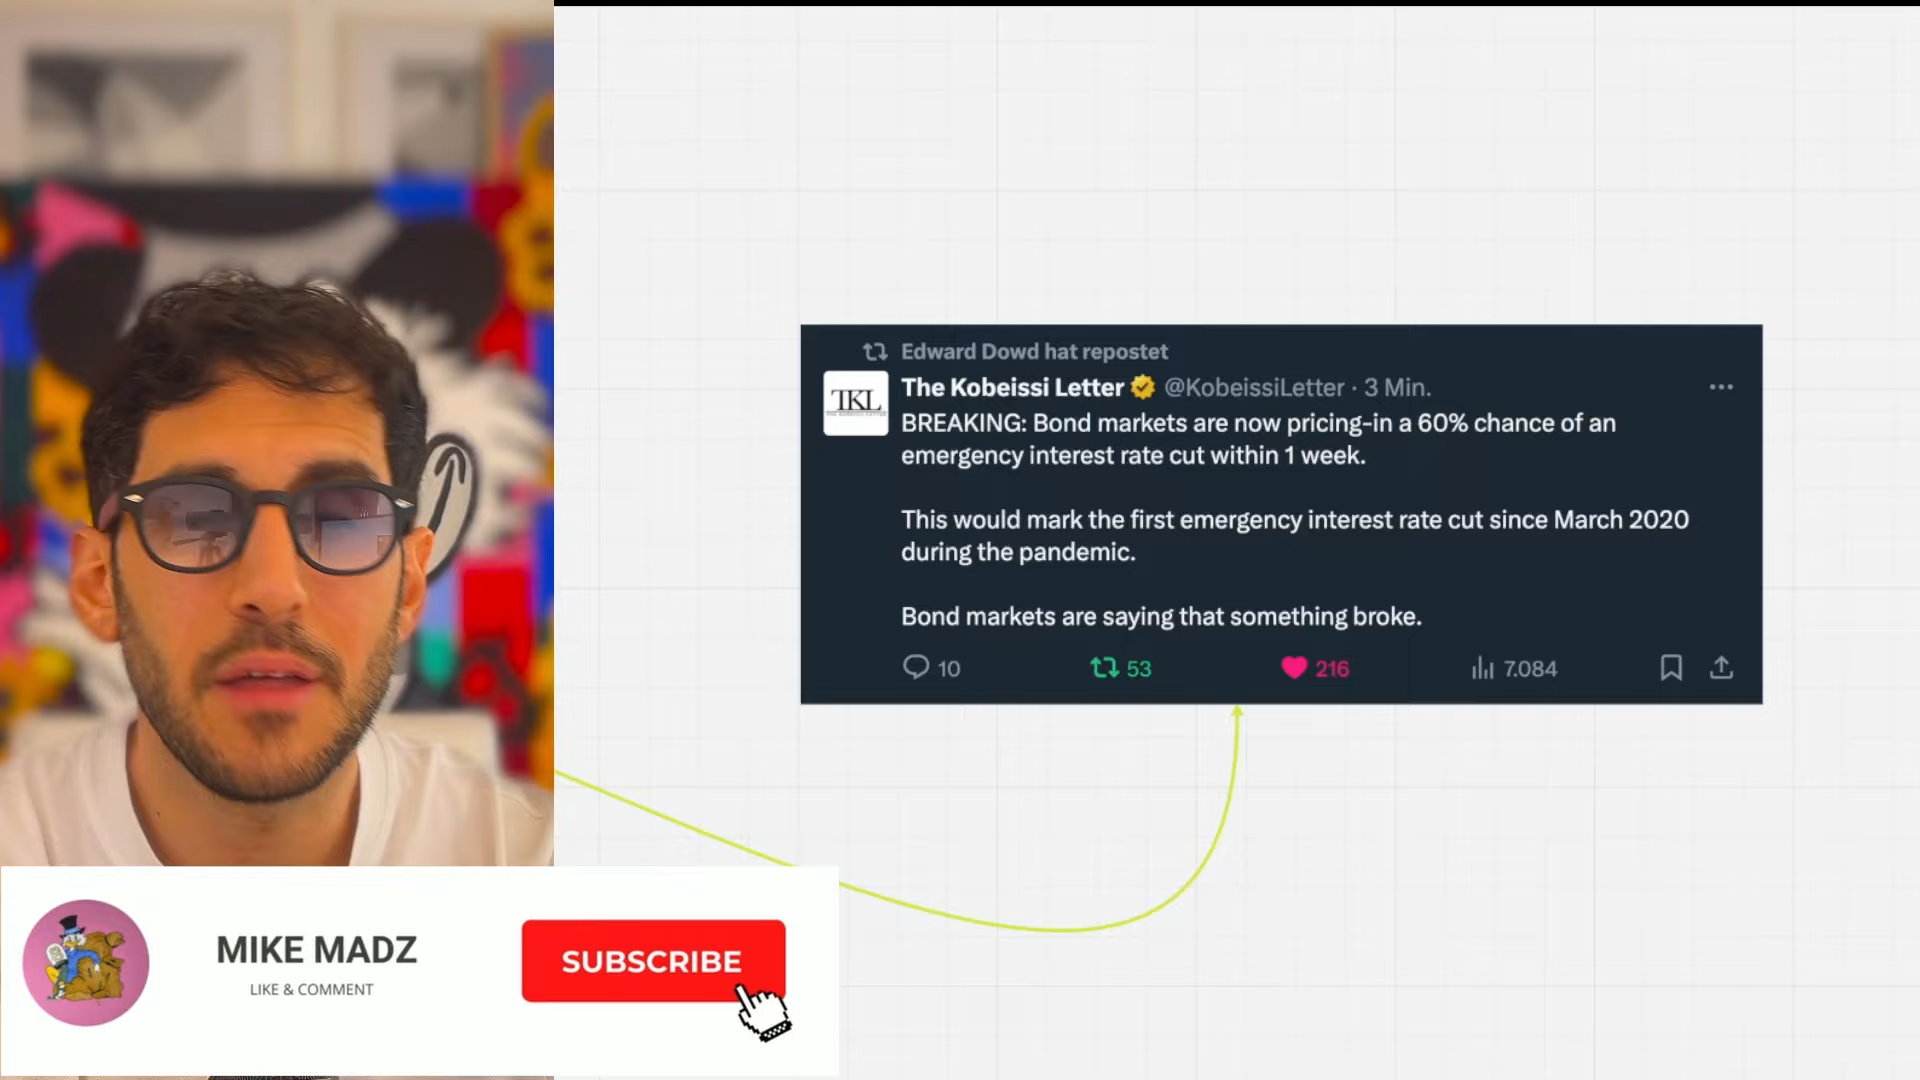 Edward Dowd hat repostet
TKL
The Kobeissi Letter @KobeissiLetter · 3 Min.
BREAKING: Bond markets are now pricing-in a 60% chance of an
emergency interest rate cut within 1 week.
This would mark the first emergency interest rate cut since March 2020
during the pandemic.
Bond markets are saying that something broke.
10 53 216 7.084
MIKE MADZ
LIKE & COMMENT
SUBSCRIBE